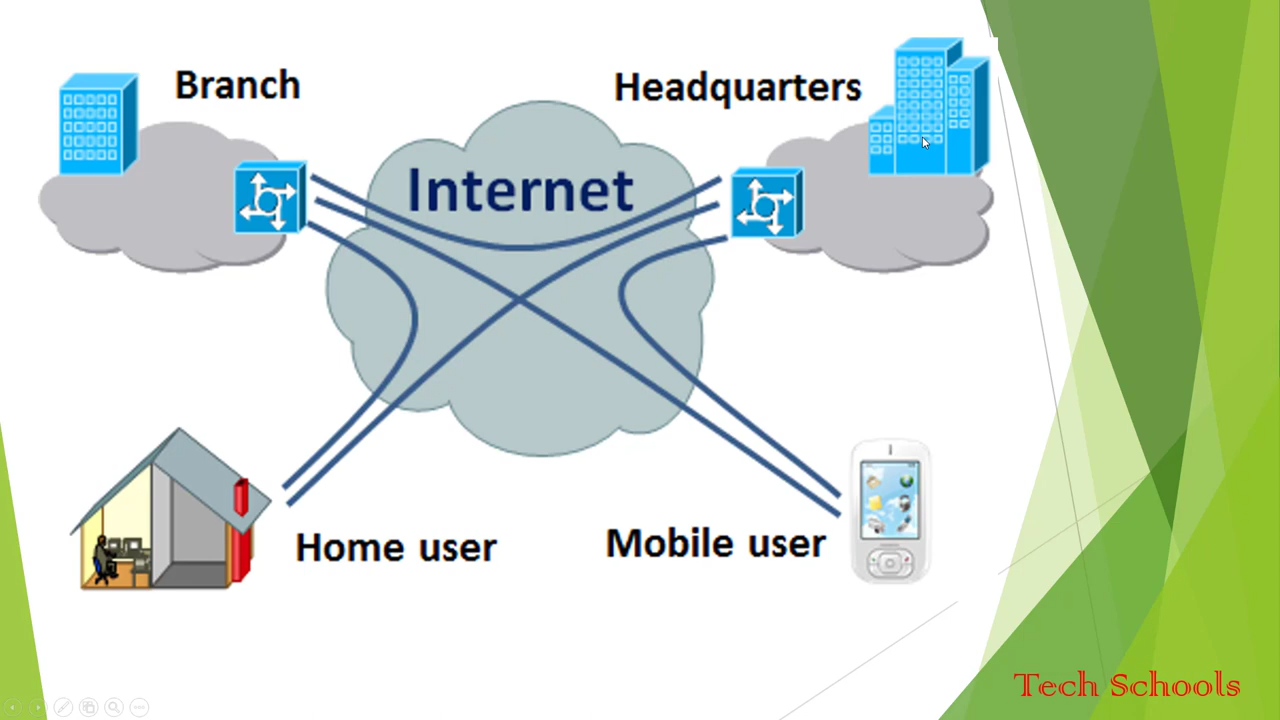 Branch
Headquarters
Internet
Home user
Mobile user
Tech Schools